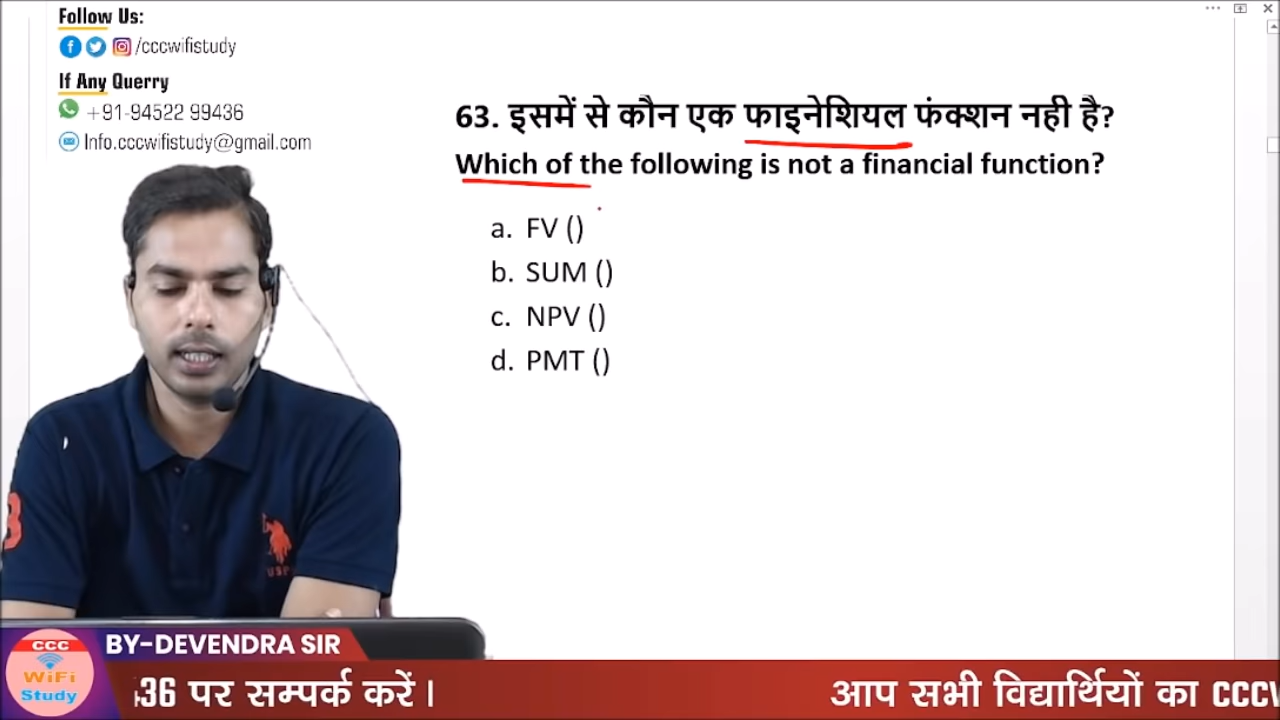 Follow Us:
/cccwifistudy
If Any Querry
+91-94522 99436
Info.cccwifistudy@gmail.com
63. इसमें से कौन एक फाइनेशियल फंक्शन नही है?
Which of the following is not a financial function?
a. FV ()
b. SUM ()
c. NPV ()
d. PMT ()
BY-DEVENDRA SIR
CCC
WiFi
Study
36 पर सम्पर्क करें। आप सभी विद्यार्थियों का CCCW